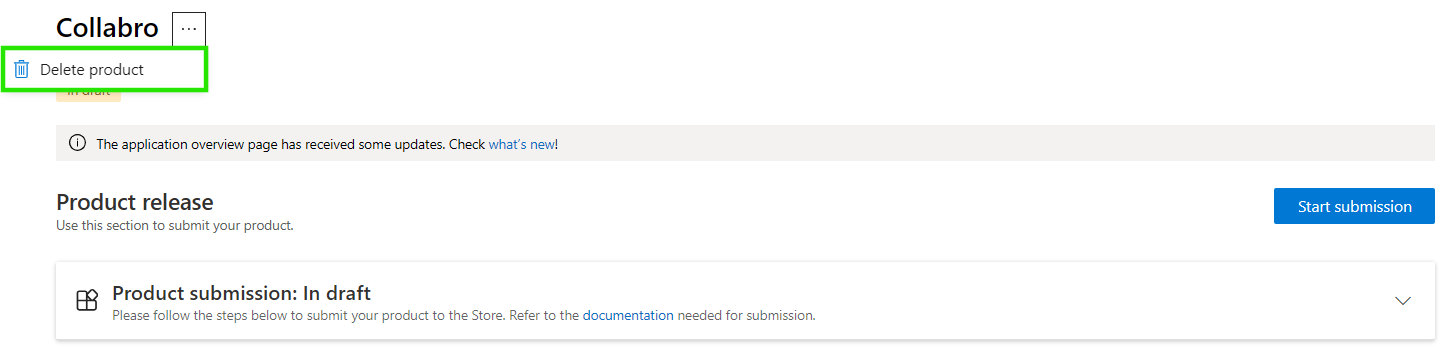 Collabro ...
Delete product
In draft
The application overview page has received some updates. Check what's new!
Product release
Use this section to submit your product.
Start submission
Product submission: In draft
Please follow the steps below to submit your product to the Store. Refer to the documentation needed for submission.